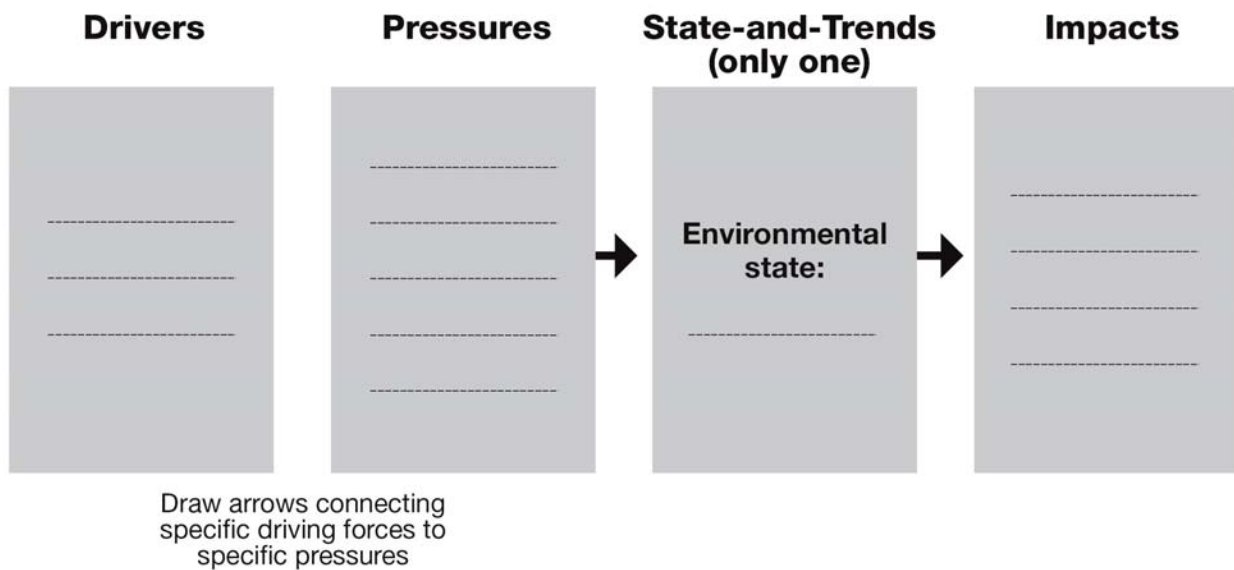 Drivers
Pressures
State-and-Trends
(only one)
Impacts
Environmental
state:
Draw arrows connecting
specific driving forces to
specific pressures